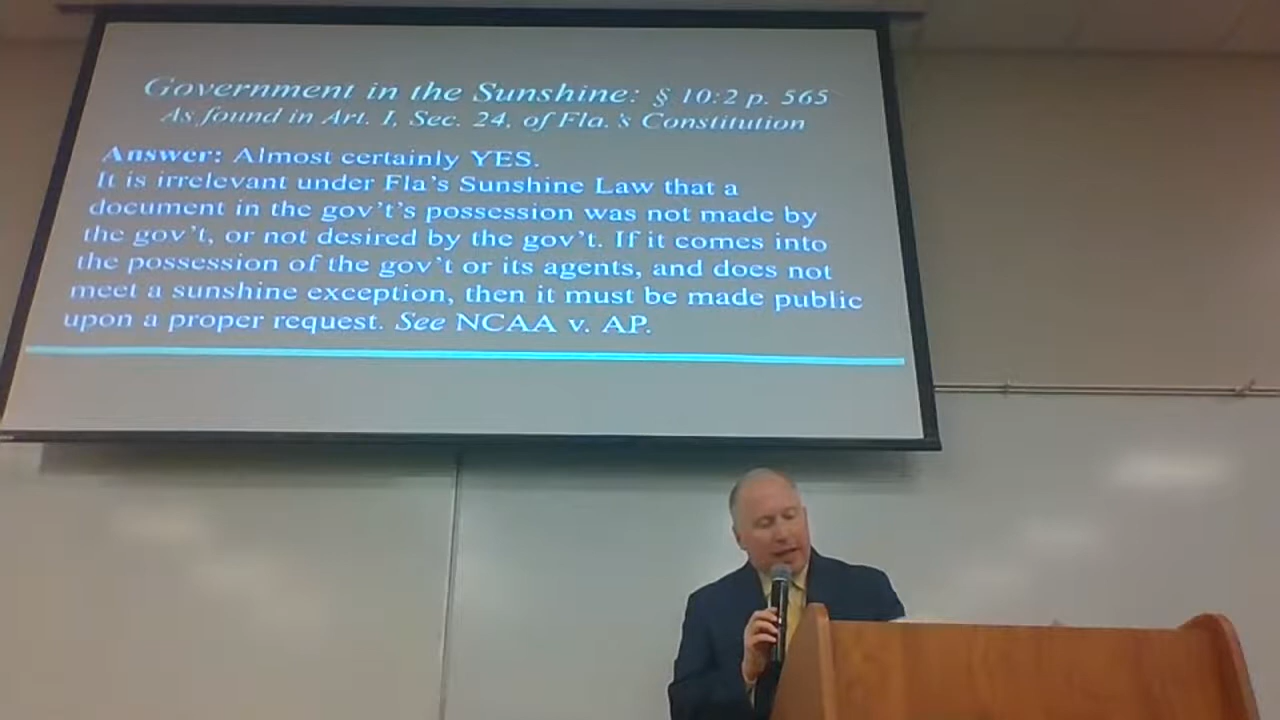 Government in the Sunshine: § 10:2 p. 565
As found in Art. I, Sec. 24, of Fla.'s Constitution
Answer: Almost certainly YES.
It is irrelevant under Fla's Sunshine Law that a
document in the gov't's possession was not made by
the gov't, or not desired by the gov't. If it comes into
the possession of the gov't or its agents, and does not
meet a sunshine exception, then it must be made public
upon a proper request. See NCAA v. AP.